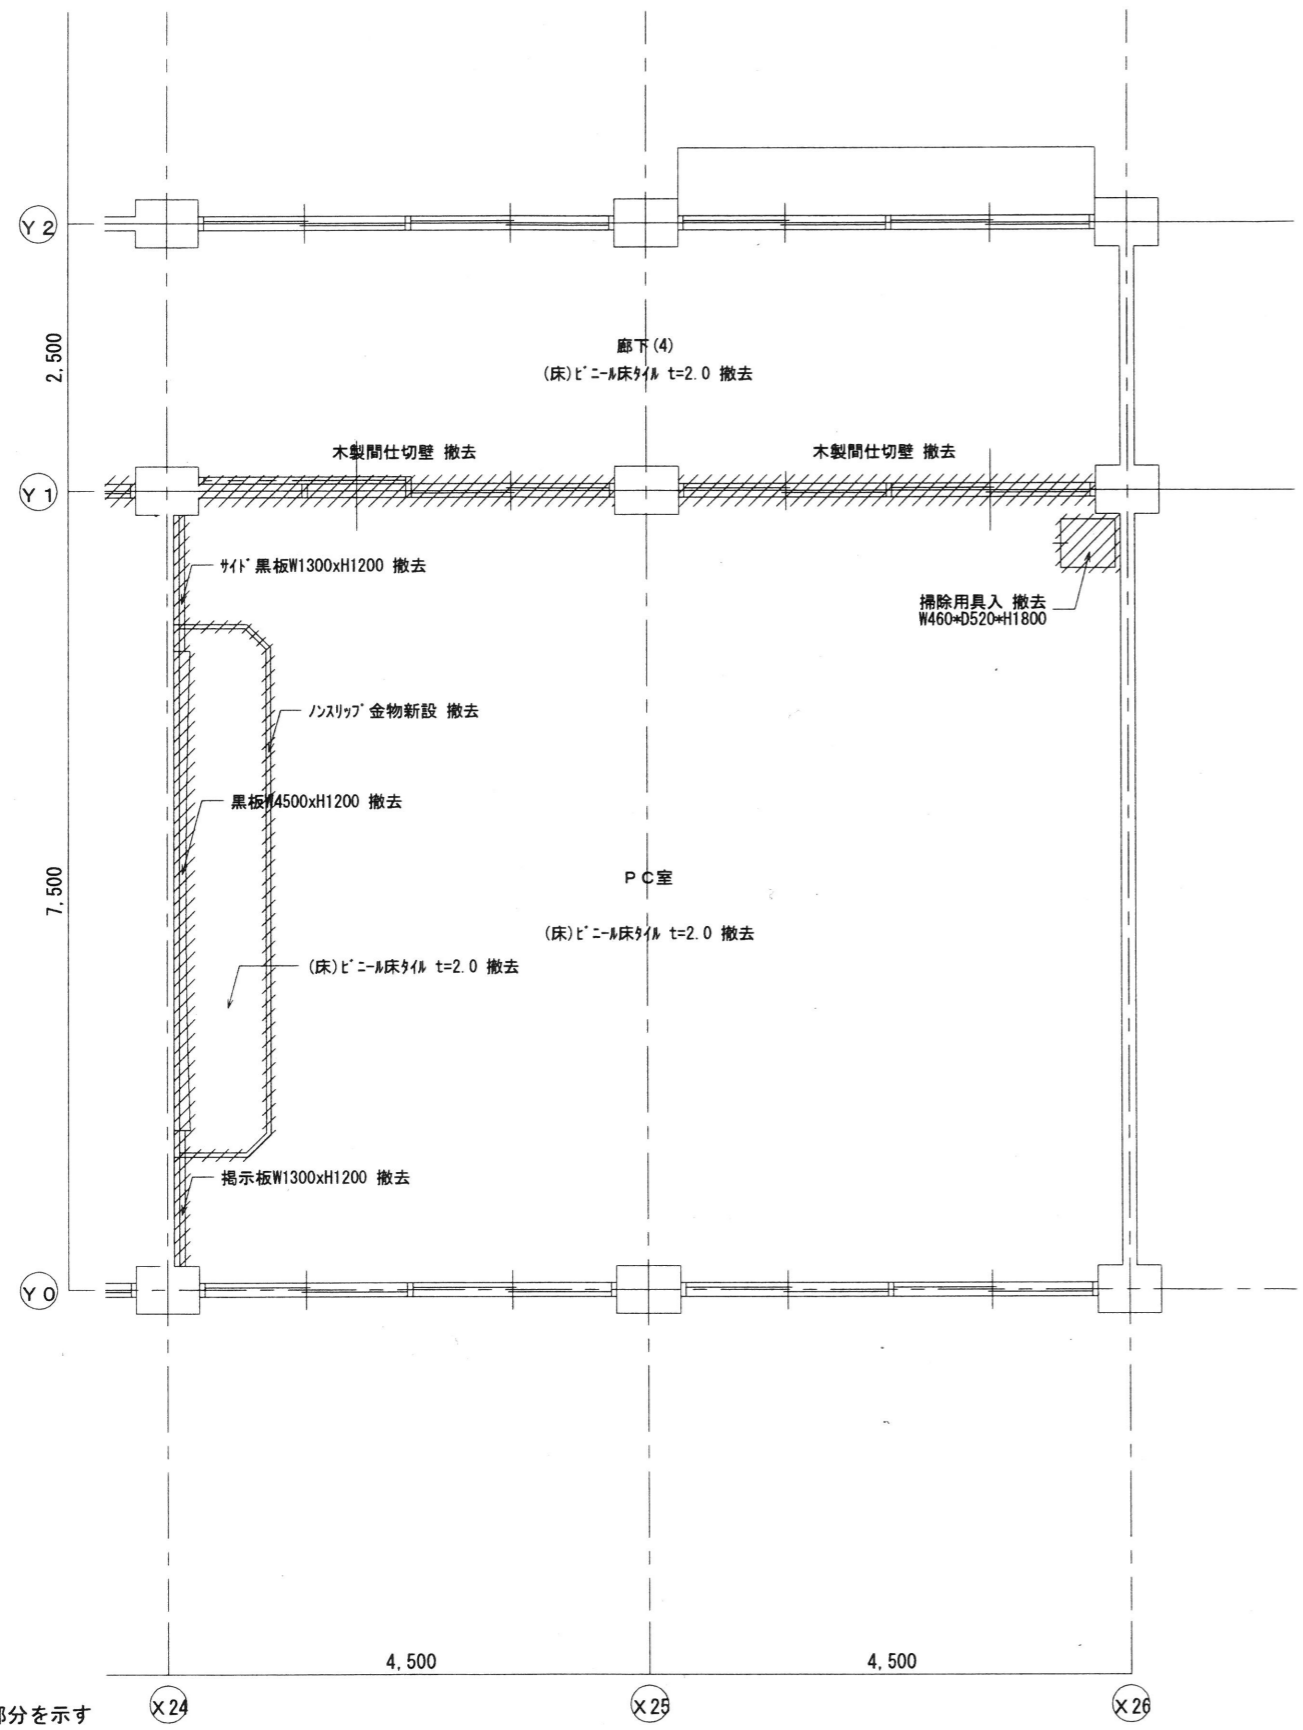 Y2
2,500
廊下(4)
(床)ﾋﾞﾆｰﾙ床ﾀｲﾙ t=2.0 撤去
木製間仕切壁 撤去
木製間仕切壁 撤去
Y1
ｻｲﾄﾞ黒板W1300xH1200 撤去
掃除用具入 撤去
W460*D520*H1800
ﾉﾝｽﾘｯﾌﾟ金物新設 撤去
黒板W4500xH1200 撤去
7,500
PC室
(床)ﾋﾞﾆｰﾙ床ﾀｲﾙ t=2.0 撤去
(床)ﾋﾞﾆｰﾙ床ﾀｲﾙ t=2.0 撤去
掲示板W1300xH1200 撤去
Y0
4,500
4,500
部分を示す
X24
X25
X26